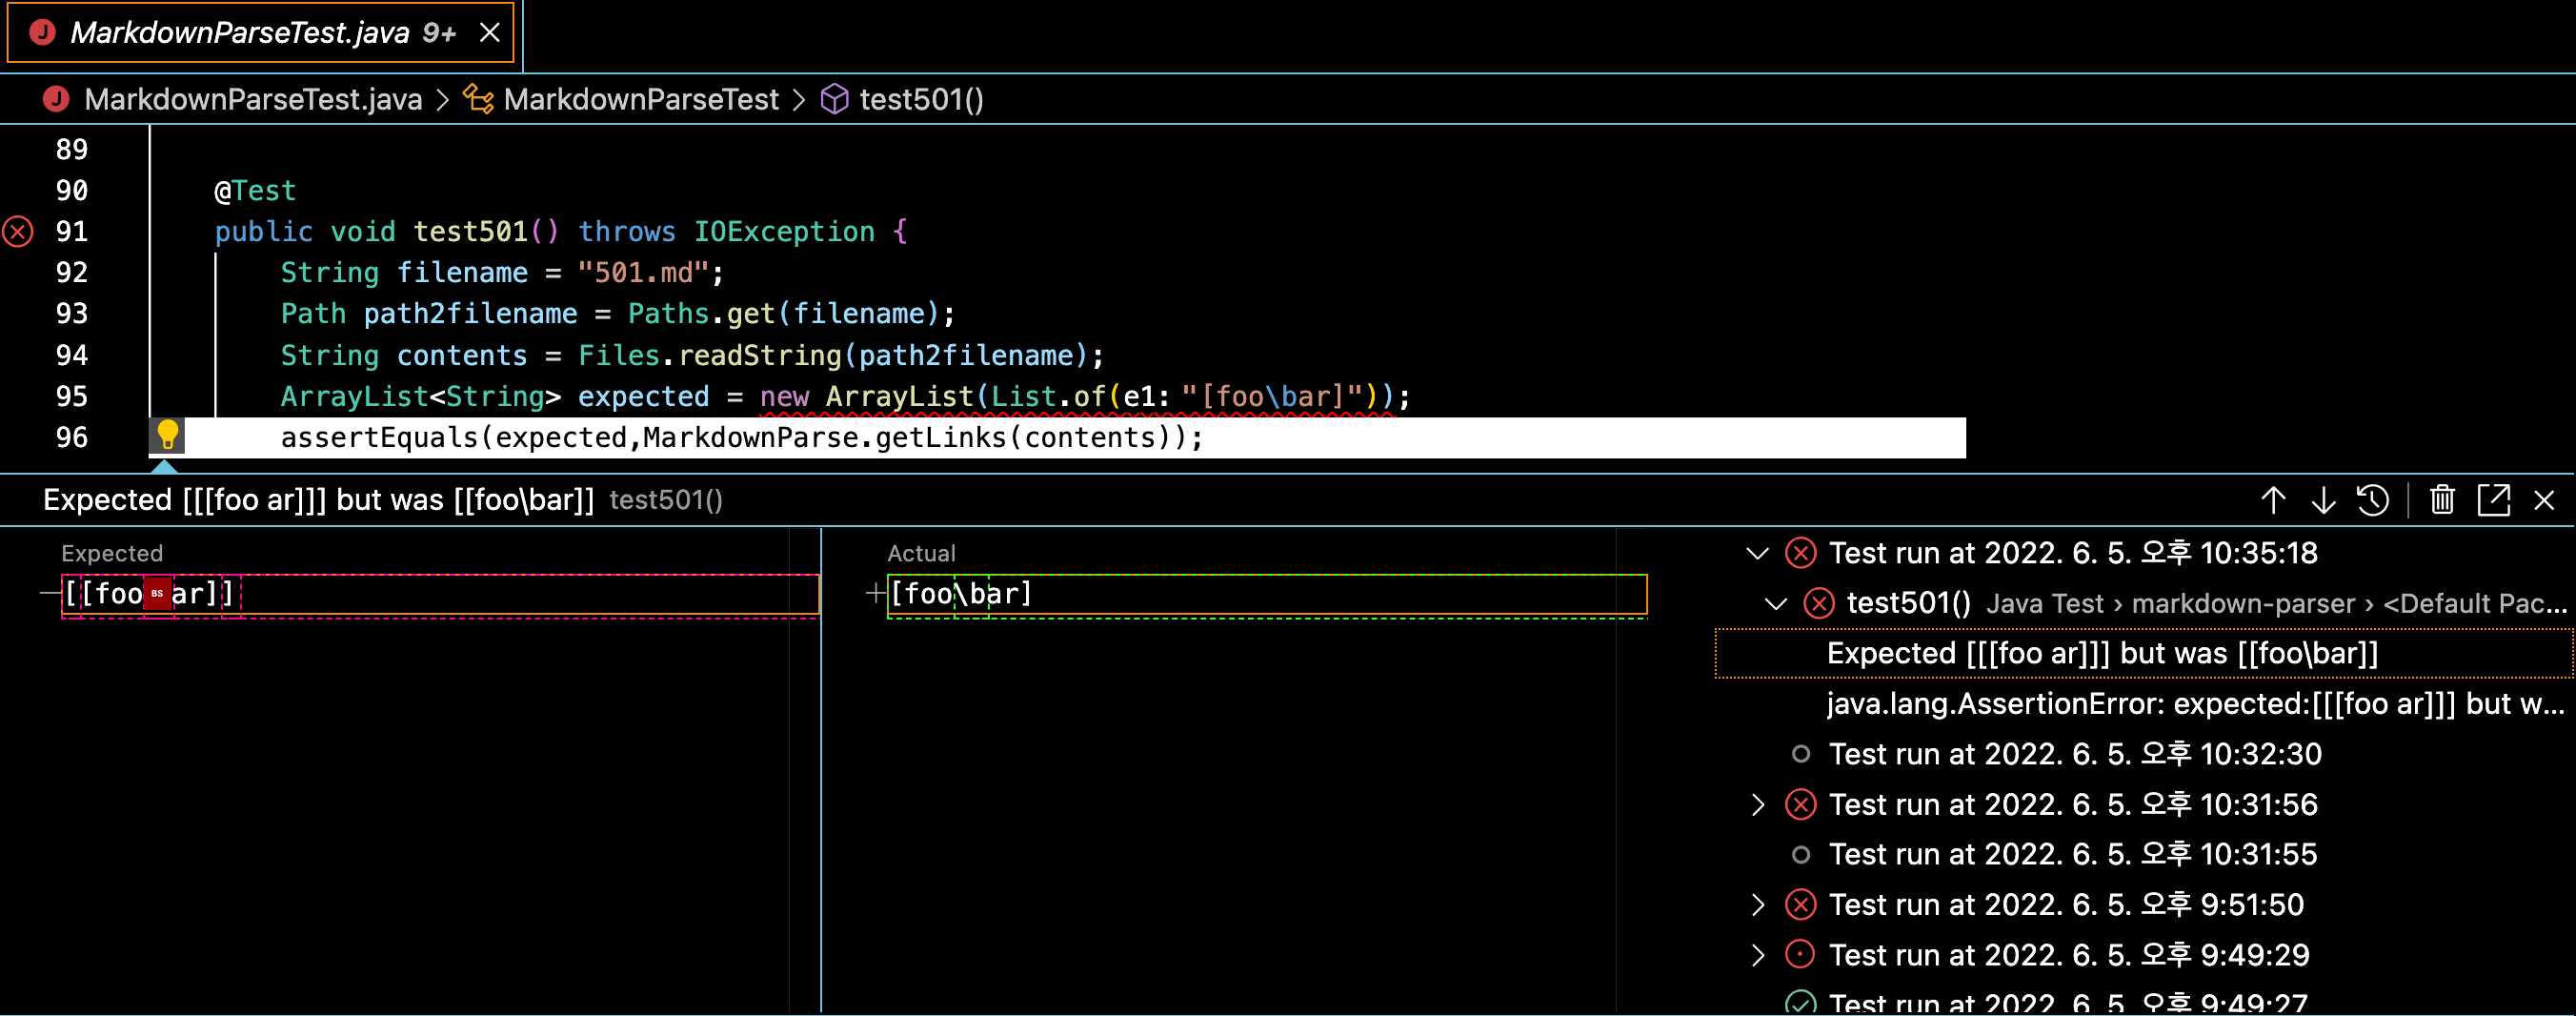 J MarkdownParseTest.java 9+
J MarkdownParseTest.java > MarkdownParseTest > test501()
89
90 @Test
91 public void test501() throws IOException {
92 String filename = "501.md";
93 Path path2filename = Paths.get(filename);
94 String contents = Files.readString(path2filename);
95 ArrayList<String> expected = new ArrayList(List.of(e1: "[foo\bar]"));
96 assertEquals(expected,MarkdownParse.getLinks(contents));
Expected [[[foo ar]]] but was [[foo\bar]] test501()
Expected
[[foo BS ar]]
Actual
[foo\bar]
Test run at 2022. 6. 5. 오후 10:35:18
test501() Java Test › markdown-parser › <Default Pac...
Expected [[[foo ar]]] but was [[foo\bar]]
java.lang.AssertionError: expected:[[[foo ar]]] but w...
Test run at 2022. 6. 5. 오후 10:32:30
Test run at 2022. 6. 5. 오후 10:31:56
Test run at 2022. 6. 5. 오후 10:31:55
Test run at 2022. 6. 5. 오후 9:51:50
Test run at 2022. 6. 5. 오후 9:49:29
Test run at 2022. 6. 5. 오후 9:49:27